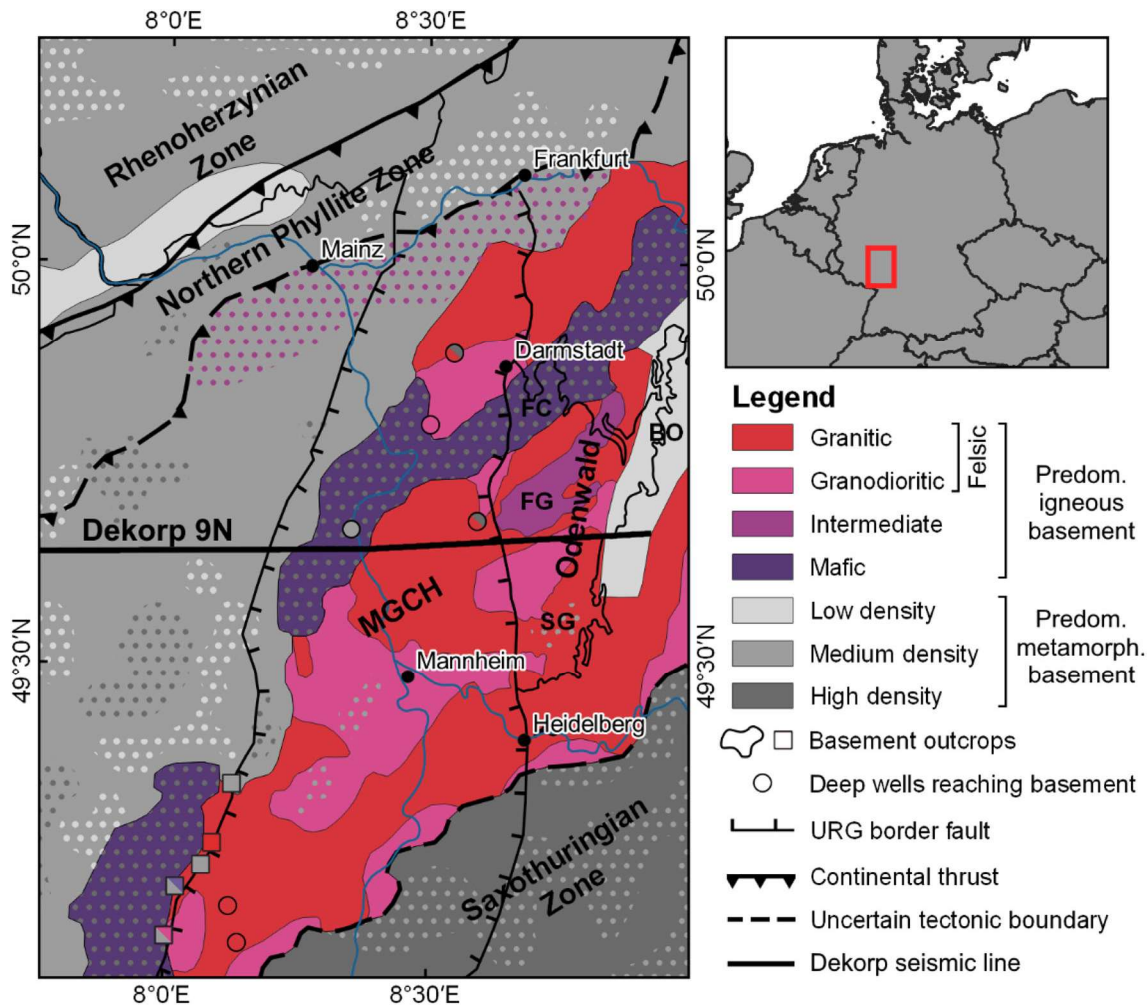 8°0′E
8°30′E
50°0′N
49°30′N
50°0′N
49°30′N
8°0′E
8°30′E
Rhenoherzynian
Zone
Northern Phyllite Zone
Frankfurt
Mainz
Darmstadt
FC
BO
FG
Odenwald
Dekorp 9N
MGCH
SG
Mannheim
Heidelberg
Saxothuringian
Zone
Legend
Granitic
Granodioritic
Felsic
Intermediate
Mafic
Predom.
igneous
basement
Low density
Medium density
High density
Predom.
metamorph.
basement
Basement outcrops
Deep wells reaching basement
URG border fault
Continental thrust
Uncertain tectonic boundary
Dekorp seismic line